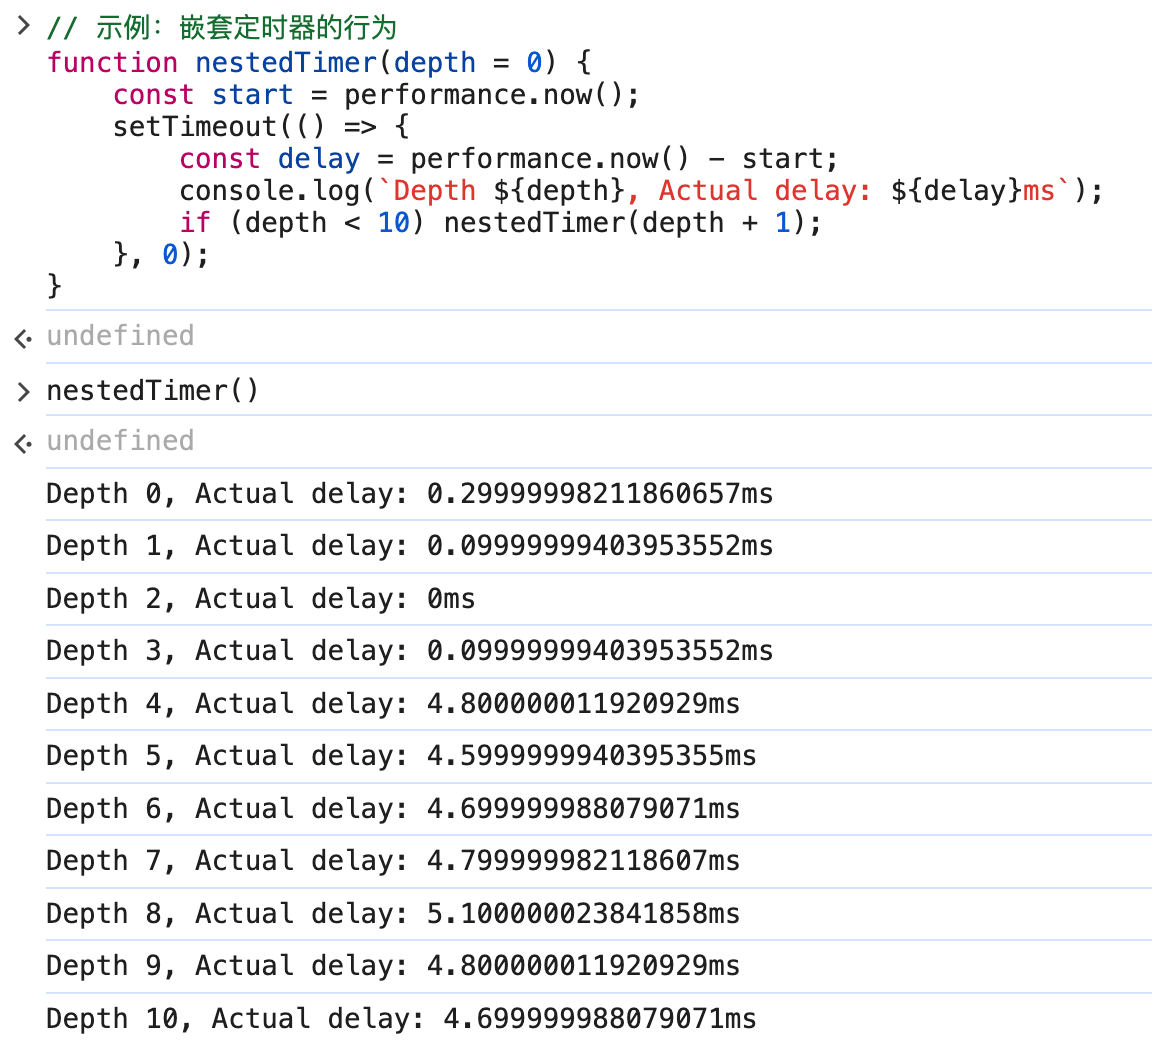 > // 示例：嵌套定时器的行为
function nestedTimer(depth = 0) {
    const start = performance.now();
    setTimeout(() => {
        const delay = performance.now() - start;
        console.log(`Depth ${depth}, Actual delay: ${delay}ms`);
        if (depth < 10) nestedTimer(depth + 1);
    }, 0);
}
undefined
> nestedTimer()
undefined
Depth 0, Actual delay: 0.29999998211860657ms
Depth 1, Actual delay: 0.09999999403953552ms
Depth 2, Actual delay: 0ms
Depth 3, Actual delay: 0.09999999403953552ms
Depth 4, Actual delay: 4.800000011920929ms
Depth 5, Actual delay: 4.5999999940395355ms
Depth 6, Actual delay: 4.699999988079071ms
Depth 7, Actual delay: 4.799999982118607ms
Depth 8, Actual delay: 5.100000023841858ms
Depth 9, Actual delay: 4.800000011920929ms
Depth 10, Actual delay: 4.699999988079071ms